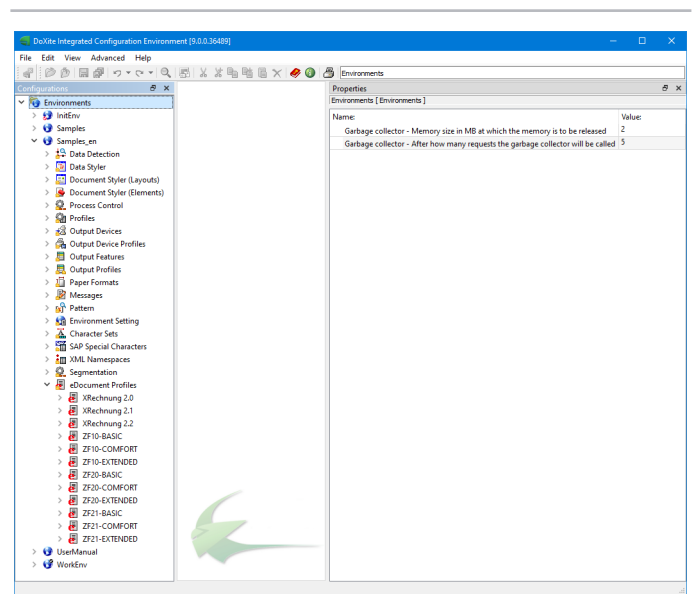 DoXite Integrated Configuration Environment [9.0.0.36489]
File Edit View Advanced Help
Environments
Configurations
Environments
InitEnv
Samples
Samples_en
Data Detection
Data Styler
Document Styler (Layouts)
Document Styler (Elements)
Process Control
Profiles
Output Devices
Output Device Profiles
Output Features
Output Profiles
Paper Formats
Messages
Pattern
Environment Setting
Character Sets
SAP Special Characters
XML Namespaces
Segmentation
eDocument Profiles
XRechnung 2.0
XRechnung 2.1
XRechnung 2.2
ZF10-BASIC
ZF10-COMFORT
ZF10-EXTENDED
ZF20-BASIC
ZF20-COMFORT
ZF20-EXTENDED
ZF21-BASIC
ZF21-COMFORT
ZF21-EXTENDED
UserManual
WorkEnv
Properties
Environments [ Environments ]
Name: Value:
Garbage collector - Memory size in MB at which the memory is to be released 2
Garbage collector - After how many requests the garbage collector will be called 5